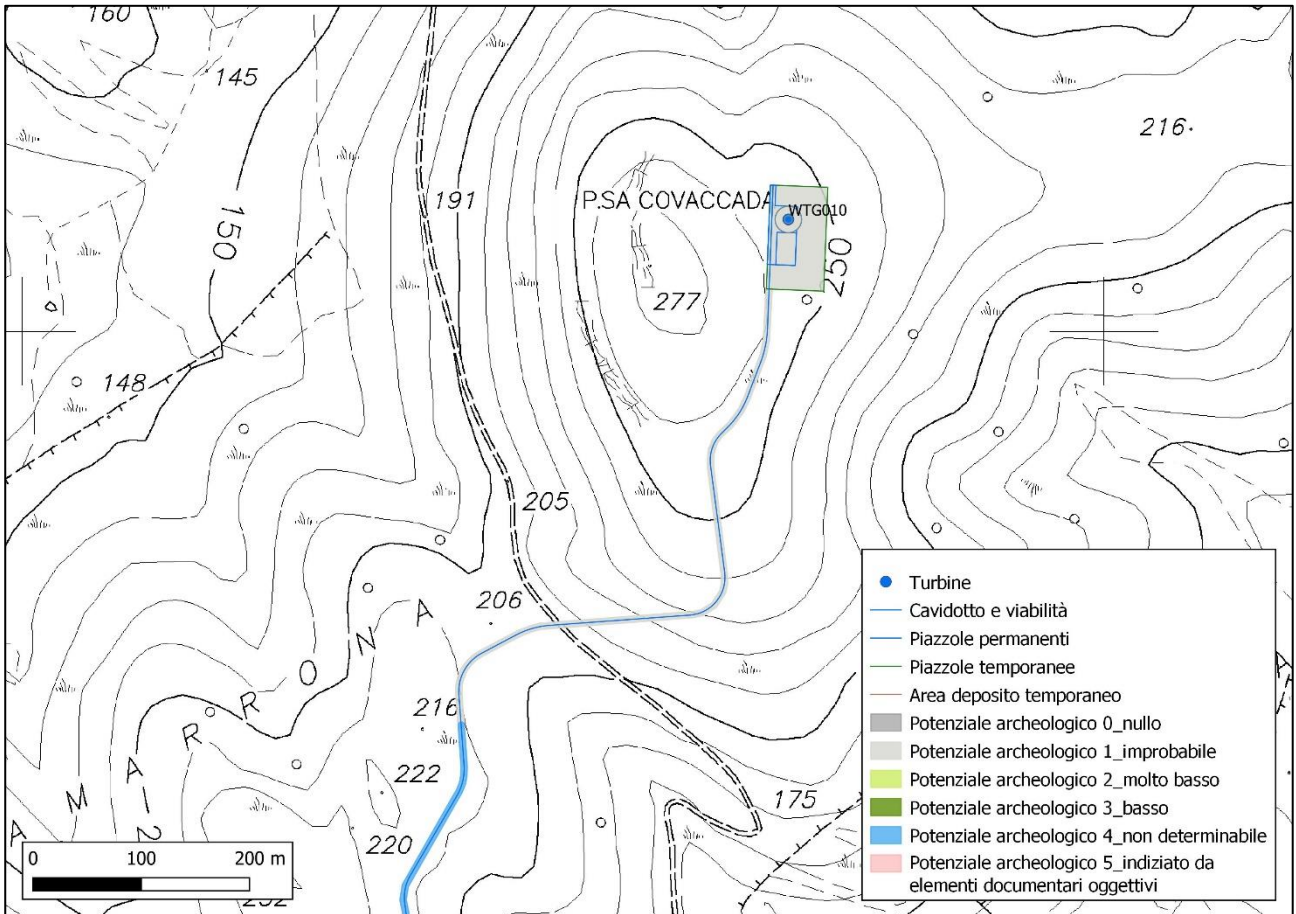 160
145
216
191
P.SA COVACCADA
WTG010
150
250
277
148
205
206
MARRONA
216
222
175
220
Turbine
Cavidotto e viabilità
Piazzole permanenti
Piazzole temporanee
Area deposito temporaneo
Potenziale archeologico 0_nullo
Potenziale archeologico 1_improbabile
Potenziale archeologico 2_molto basso
Potenziale archeologico 3_basso
Potenziale archeologico 4_non determinabile
Potenziale archeologico 5_indiziato da
elementi documentari oggettivi
0 100 200 m